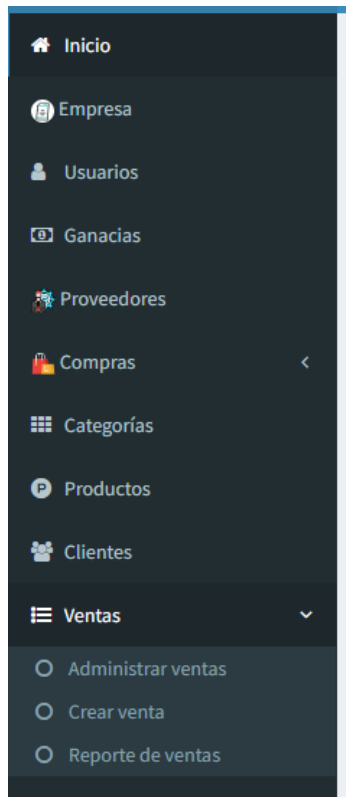 Inicio
Empresa
Usuarios
Ganacias
Proveedores
Compras
Categorías
Productos
Clientes
Ventas
Administrar ventas
Crear venta
Reporte de ventas